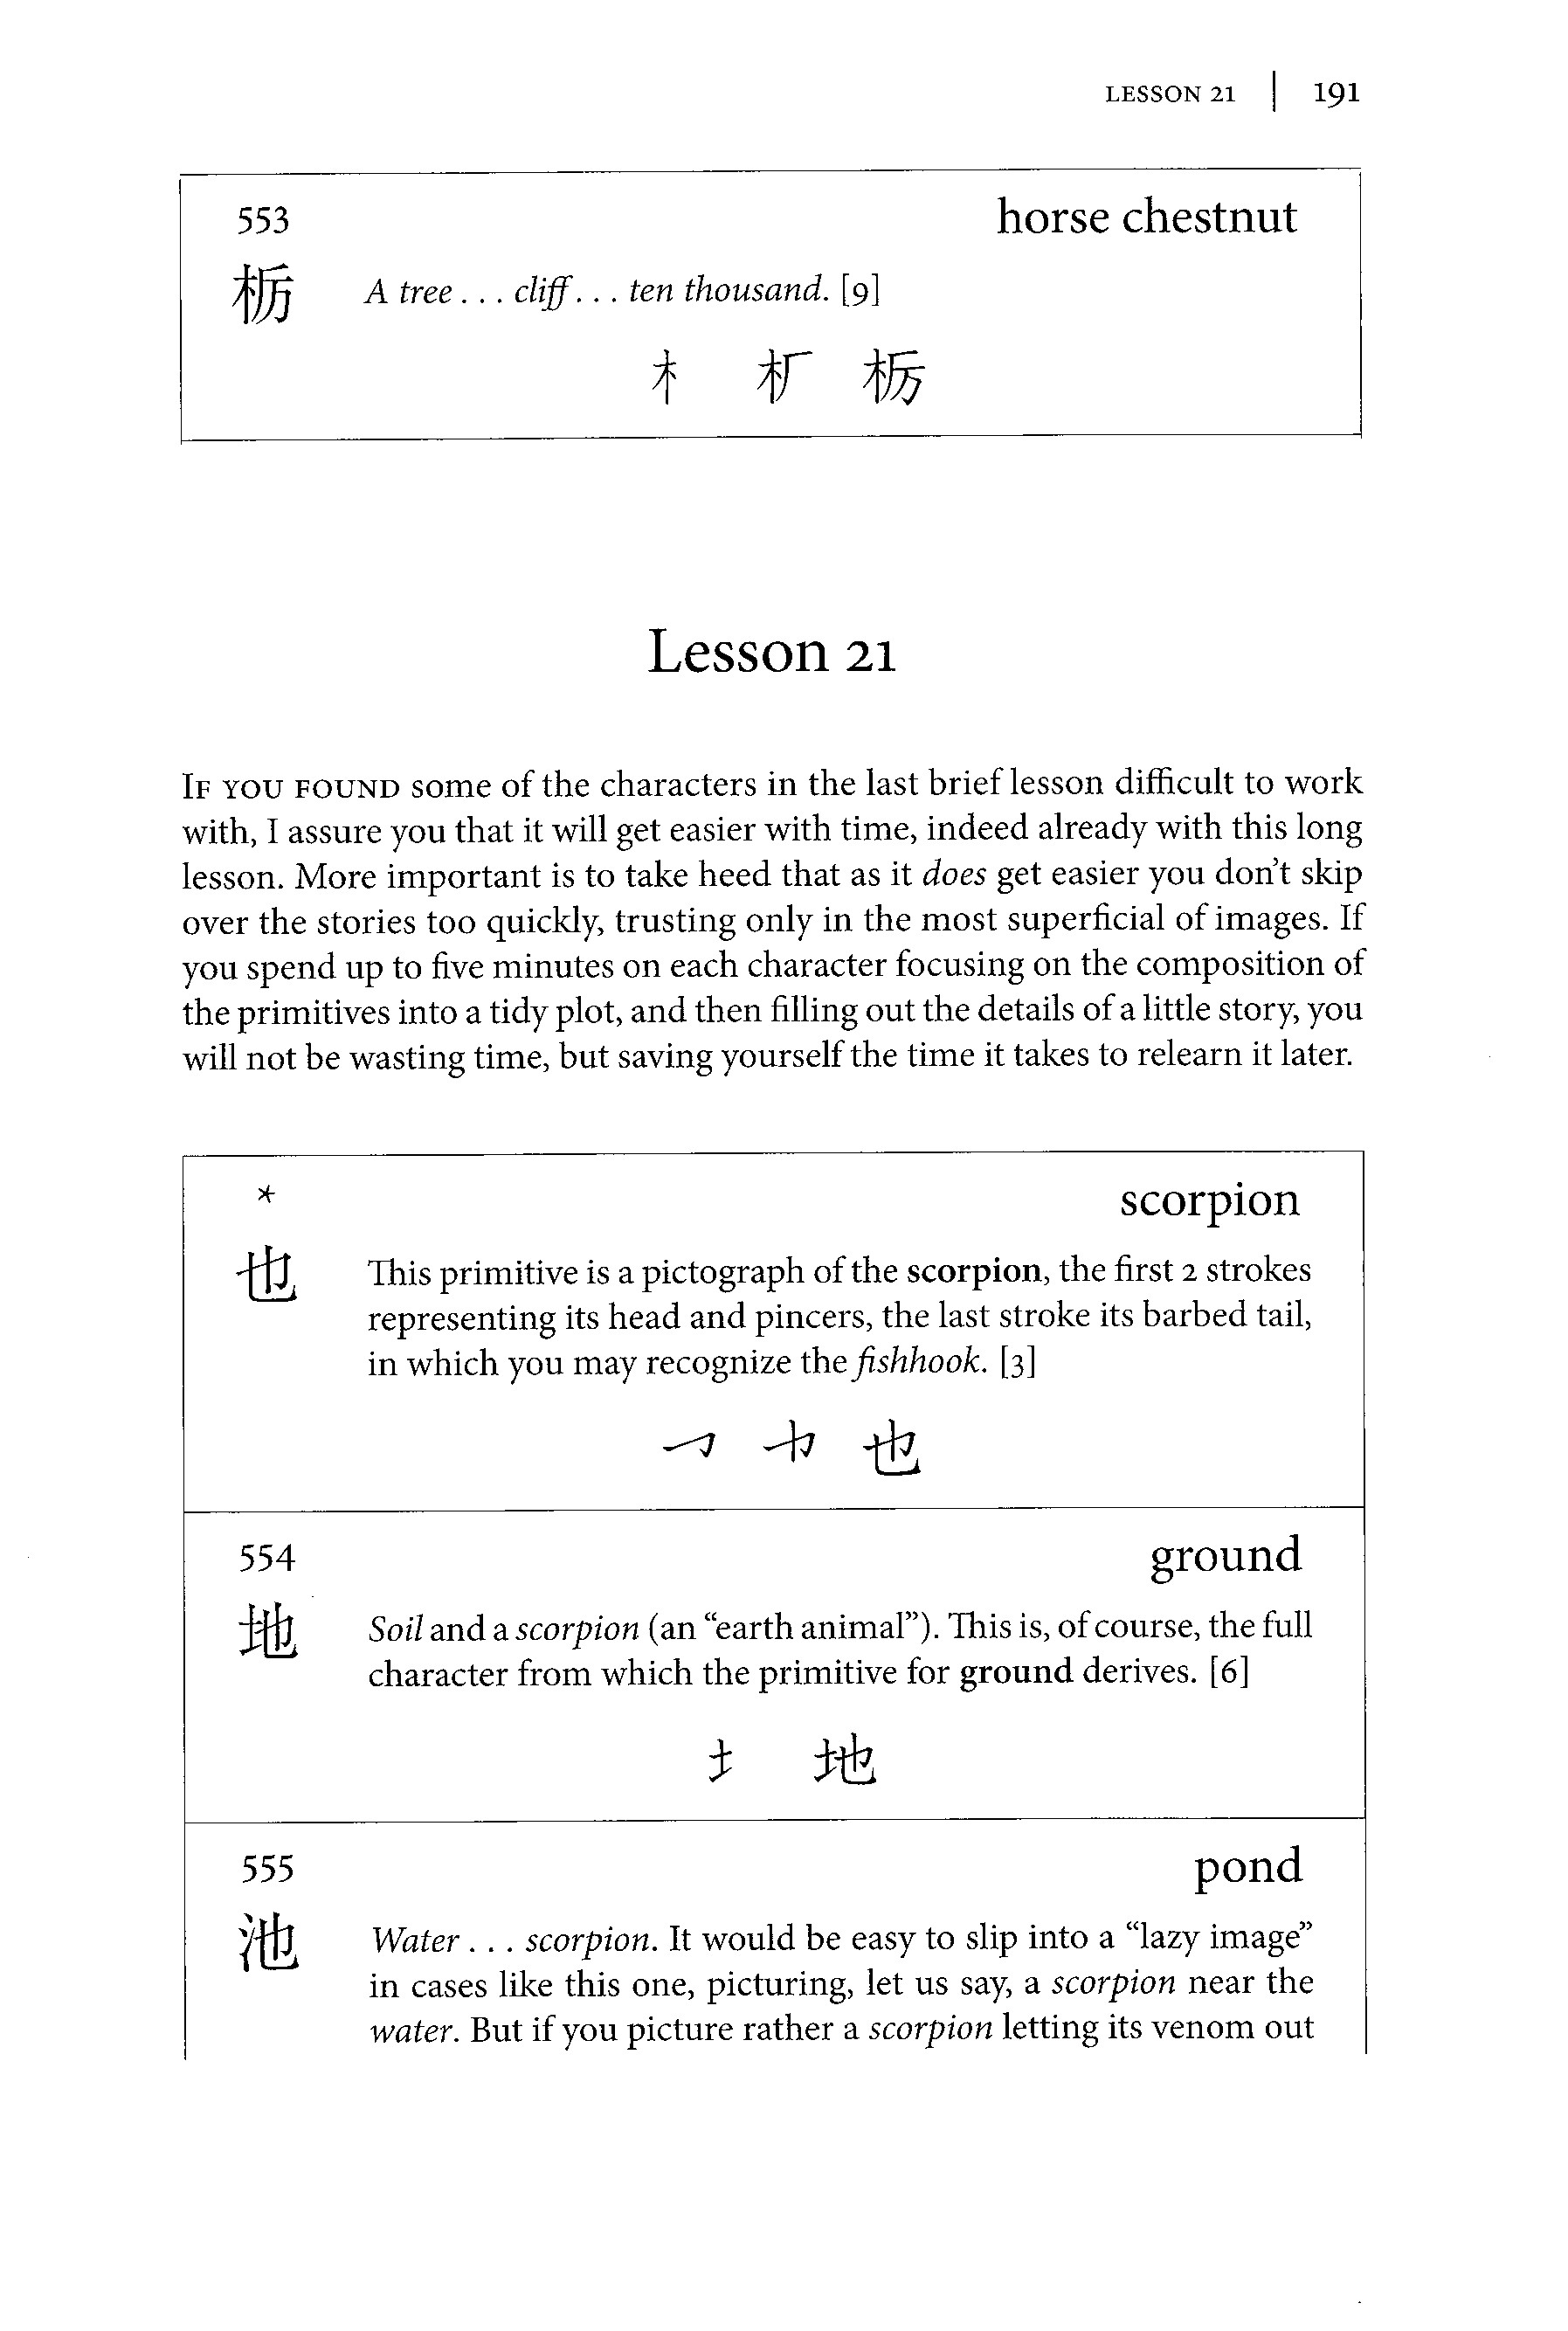 LESSON 21 | 191
553 horse chestnut
栃 A tree . . . cliff . . . ten thousand. [9]
木 杤 栃
Lesson 21
IF YOU FOUND some of the characters in the last brief lesson difficult to work
with, I assure you that it will get easier with time, indeed already with this long
lesson. More important is to take heed that as it does get easier you don't skip
over the stories too quickly, trusting only in the most superficial of images. If
you spend up to five minutes on each character focusing on the composition of
the primitives into a tidy plot, and then filling out the details of a little story, you
will not be wasting time, but saving yourself the time it takes to relearn it later.
* scorpion
也 This primitive is a pictograph of the scorpion, the first 2 strokes
representing its head and pincers, the last stroke its barbed tail,
in which you may recognize the fishhook. [3]
也
554 ground
地 Soil and a scorpion (an “earth animal”). This is, of course, the full
character from which the primitive for ground derives. [6]
土 地
555 pond
池 Water . . . scorpion. It would be easy to slip into a “lazy image”
in cases like this one, picturing, let us say, a scorpion near the
water. But if you picture rather a scorpion letting its venom out